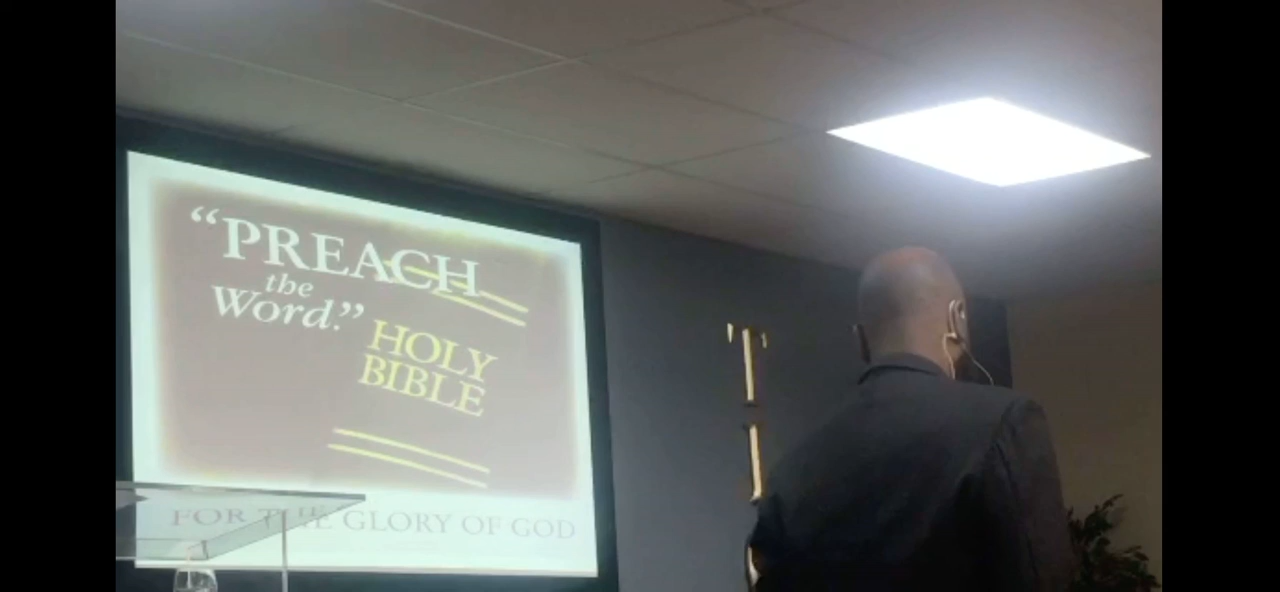 “PREACH
the
Word.”
HOLY
BIBLE
FOR THE GLORY OF GOD